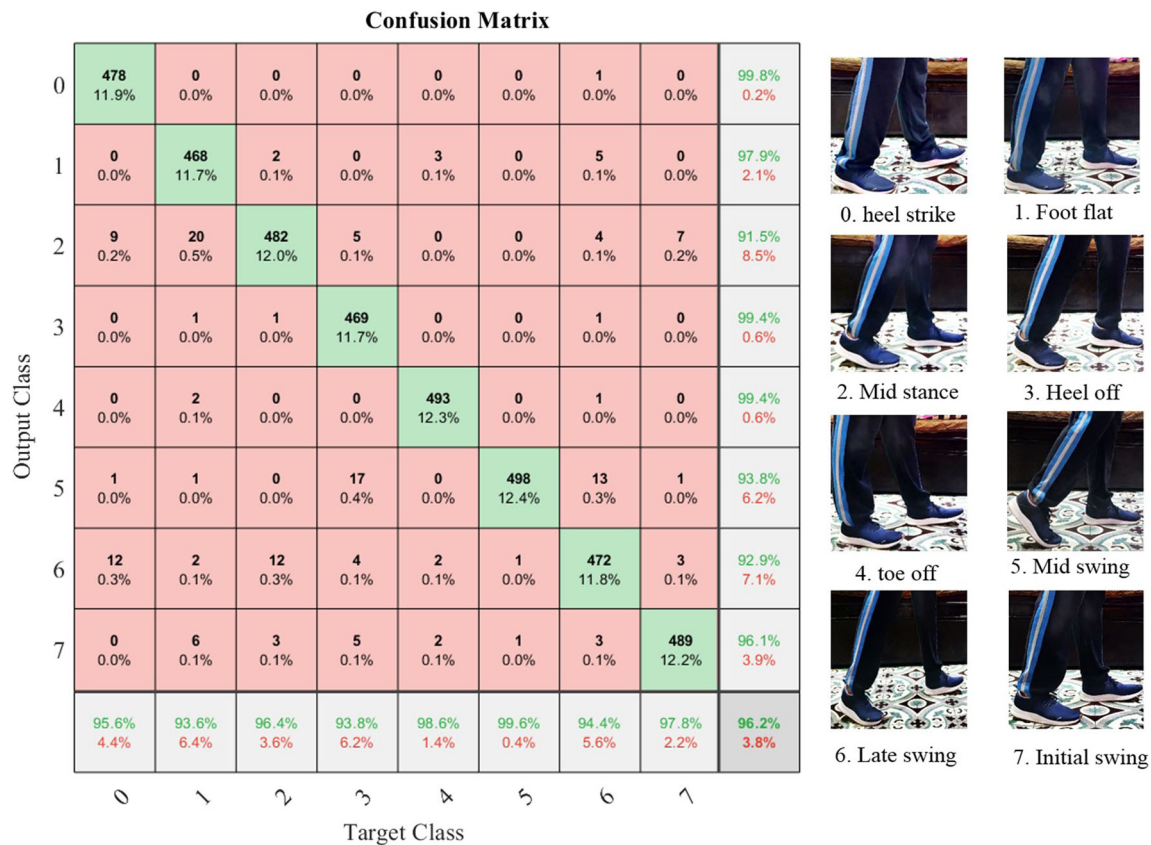 Confusion Matrix
0
478 0 0 0 0 0 1 0 99.8%
11.9% 0.0% 0.0% 0.0% 0.0% 0.0% 0.0% 0.0% 0.2%
1
0 468 2 0 3 0 5 0 97.9%
0.0% 11.7% 0.1% 0.0% 0.1% 0.0% 0.1% 0.0% 2.1%
2
9 20 482 5 0 0 4 7 91.5%
0.2% 0.5% 12.0% 0.1% 0.0% 0.0% 0.1% 0.2% 8.5%
3
0 1 1 469 0 0 1 0 99.4%
0.0% 0.0% 0.0% 11.7% 0.0% 0.0% 0.0% 0.0% 0.6%
4
0 2 0 0 493 0 1 0 99.4%
0.0% 0.1% 0.0% 0.0% 12.3% 0.0% 0.0% 0.0% 0.6%
5
1 1 0 17 0 498 13 1 93.8%
0.0% 0.0% 0.0% 0.4% 0.0% 12.4% 0.3% 0.0% 6.2%
6
12 2 12 4 2 1 472 3 92.9%
0.3% 0.1% 0.3% 0.1% 0.1% 0.0% 11.8% 0.1% 7.1%
7
0 6 3 5 2 1 3 489 96.1%
0.0% 0.1% 0.1% 0.1% 0.1% 0.0% 0.1% 12.2% 3.9%
95.6% 93.6% 96.4% 93.8% 98.6% 99.6% 94.4% 97.8% 96.2%
4.4% 6.4% 3.6% 6.2% 1.4% 0.4% 5.6% 2.2% 3.8%
0 1 2 3 4 5 6 7
Target Class
Output Class
0. heel strike
1. Foot flat
2. Mid stance
3. Heel off
4. toe off
5. Mid swing
6. Late swing
7. Initial swing